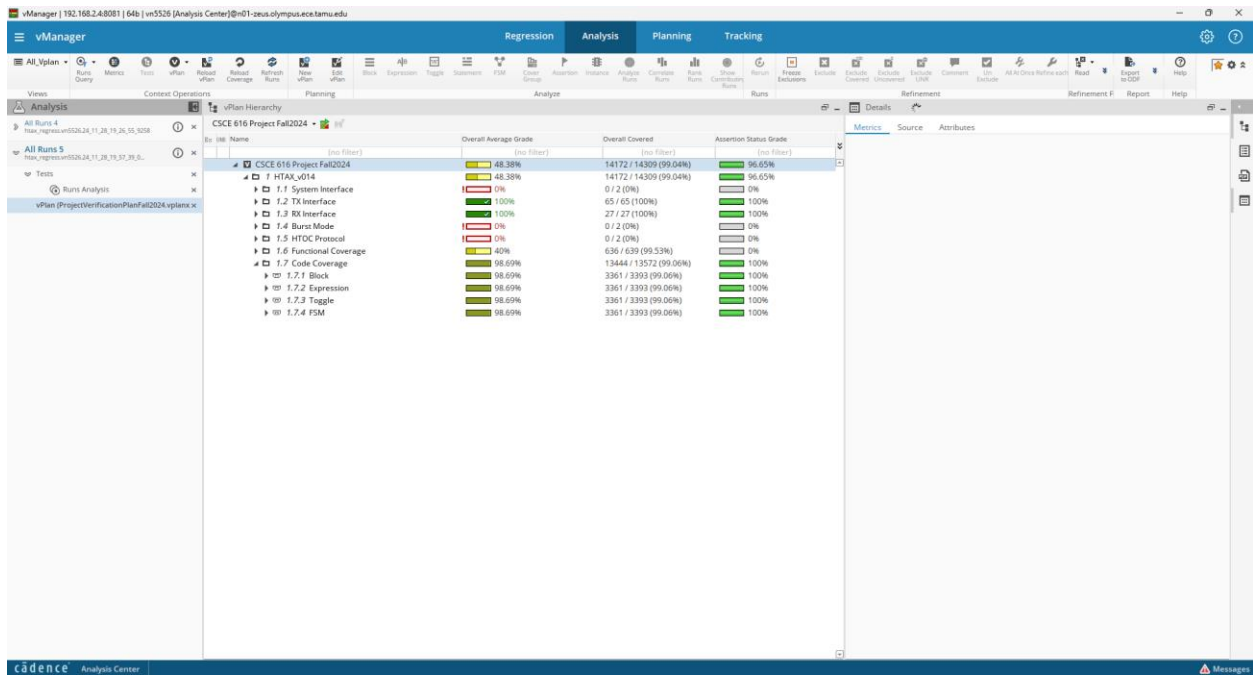 vManager | 192.168.2.4:8081 | 64b | vn5526 [Analysis Center]@n01-zeus.olympus.ece.tamu.edu
vManager Regression Analysis Planning Tracking
All_Vplan Runs Query Metrics Tests vPlan Reload vPlan Reload Coverage Refresh Runs New vPlan Edit vPlan Block Expression Toggle Statement FSM Cover Group Assertion Instance Analyze Runs Correlate Runs Rank Runs Show Contributing Runs Rerun Freeze Exclusions Exclude Exclude Covered Exclude Uncovered Exclude UNR Comment Un Exclude All At Once Refine each Read Export to ODF Help
Views Context Operations Planning Analyze Runs Refinement Refinement F Report Help
Analysis vPlan Hierarchy Details
All Runs 4
CSCE 616 Project Fall2024
Metrics Source Attributes
Name Overall Average Grade Overall Covered Assertion Status Grade
All Runs 5
(no filter) (no filter) (no filter) (no filter)
CSCE 616 Project Fall2024 48.38% 14172 / 14309 (99.04%) 96.65%
Tests
1 HTAX_v014 48.38% 14172 / 14309 (99.04%) 96.65%
Runs Analysis
1.1 System Interface 0% 0 / 2 (0%) 0%
vPlan (ProjectVerificationPlanFall2024.vplanx
1.2 TX Interface 100% 65 / 65 (100%) 100%
1.3 RX Interface 100% 27 / 27 (100%) 100%
1.4 Burst Mode 0% 0 / 2 (0%) 0%
1.5 HTOC Protocol 0% 0 / 2 (0%) 0%
1.6 Functional Coverage 40% 636 / 639 (99.53%) 0%
1.7 Code Coverage 98.69% 13444 / 13572 (99.06%) 100%
1.7.1 Block 98.69% 3361 / 3393 (99.06%) 100%
1.7.2 Expression 98.69% 3361 / 3393 (99.06%) 100%
1.7.3 Toggle 98.69% 3361 / 3393 (99.06%) 100%
1.7.4 FSM 98.69% 3361 / 3393 (99.06%) 100%
cādence Analysis Center Messages